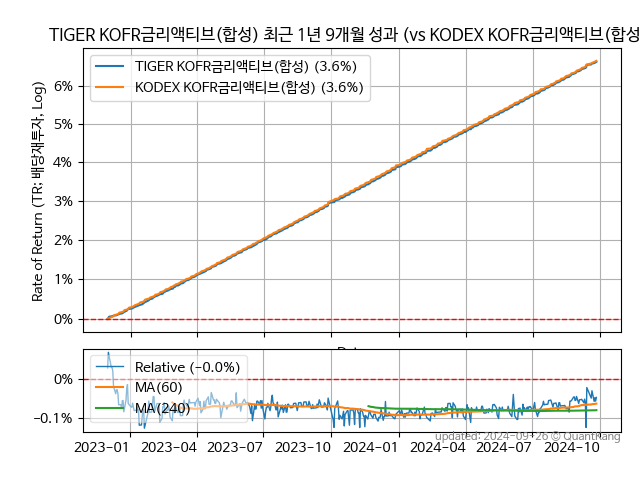 TIGER KOFR금리액티브(합성) 최근 1년 9개월 성과 (vs KODEX KOFR금리액티브(합성
TIGER KOFR금리액티브(합성) (3.6%)
KODEX KOFR금리액티브(합성) (3.6%)
Rate of Return (TR: 배당재투자, Log)
6%
5%
4%
3%
2%
1%
0%
Relative (−0.0%)
MA(60)
MA(240)
0%
−0.1%
updated: 2024-09-26 © Quantkang
2023−01 2023−04 2023−07 2023−10 2024−01 2024−04 2024−07 2024−10